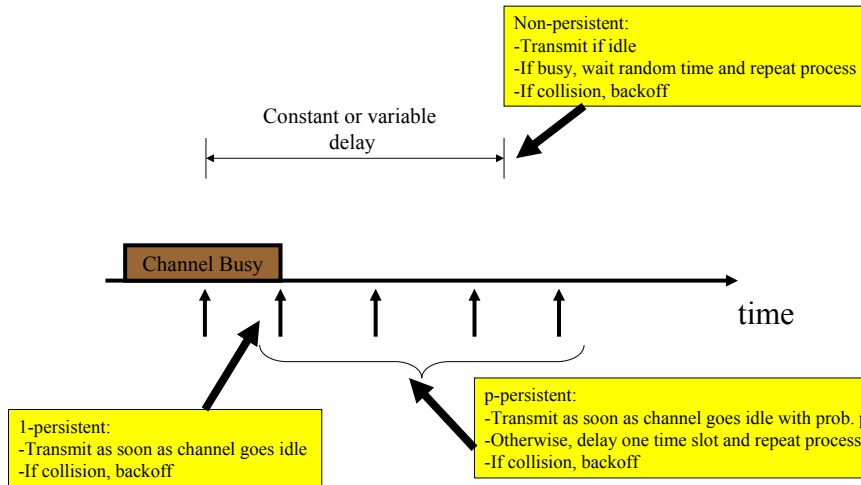 Non-persistent:
-Transmit if idle
-If busy, wait random time and repeat process
-If collision, backoff
Constant or variable
delay
Channel Busy
time
1-persistent:
-Transmit as soon as channel goes idle
-If collision, backoff
p-persistent:
-Transmit as soon as channel goes idle with prob. p
-Otherwise, delay one time slot and repeat process
-If collision, backoff